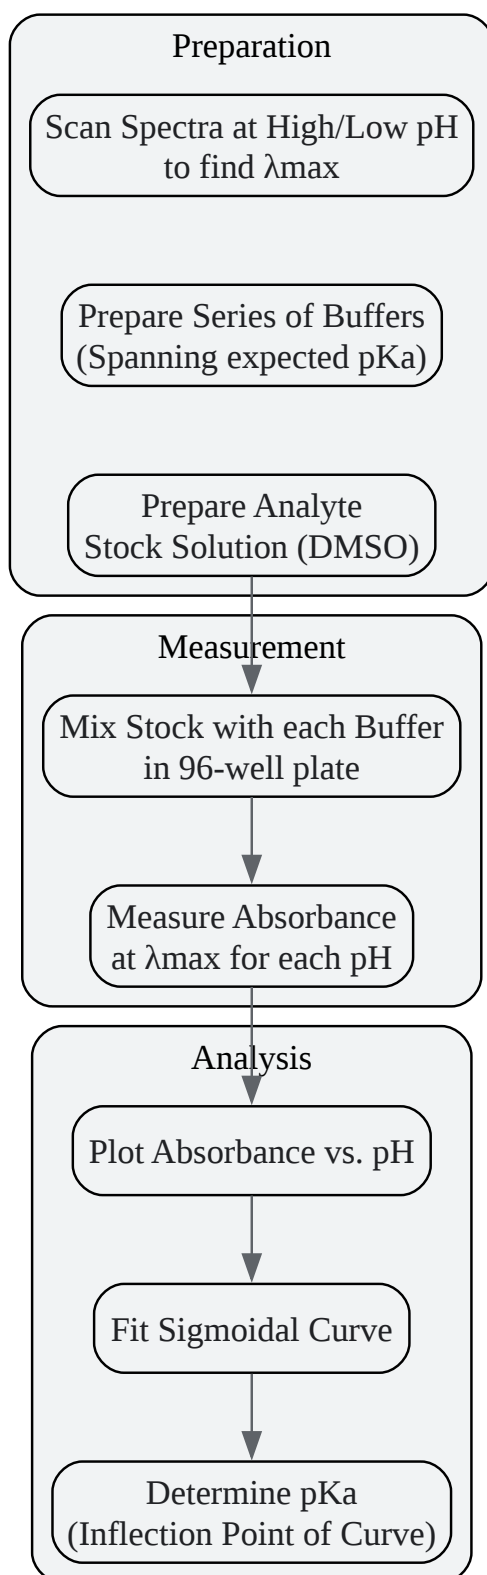 Preparation
Scan Spectra at High/Low pH
to find λmax
Prepare Series of Buffers
(Spanning expected pKa)
Prepare Analyte
Stock Solution (DMSO)
Measurement
Mix Stock with each Buffer
in 96-well plate
Measure Absorbance
at λmax for each pH
Analysis
Plot Absorbance vs. pH
Fit Sigmoidal Curve
Determine pKa
(Inflection Point of Curve)